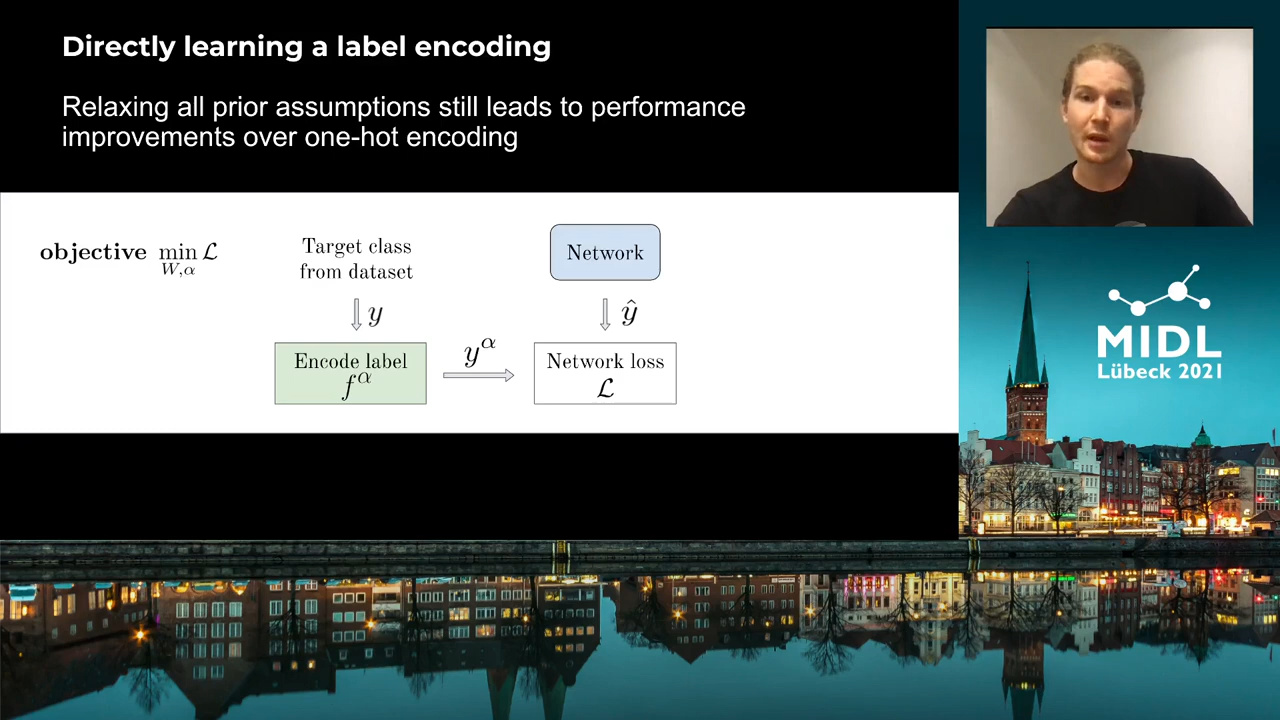 Directly learning a label encoding
Relaxing all prior assumptions still leads to performance
improvements over one-hot encoding
objective min ℒ
W,α
Target class
from dataset
y
Encode label
f^α
y^α
Network
ŷ
Network loss
ℒ
MIDL
Lübeck 2021